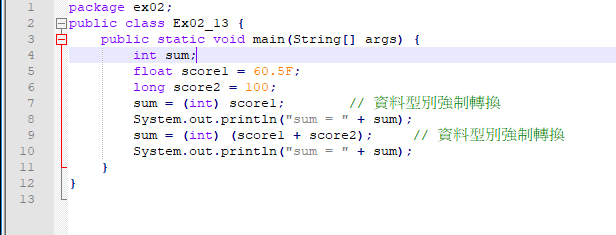 1 package ex02;
2 public class Ex02_13 {
3 public static void main(String[] args) {
4 int sum;
5 float score1 = 60.5F;
6 long score2 = 100;
7 sum = (int) score1; // 資料型別強制轉換
8 System.out.println("sum = " + sum);
9 sum = (int) (score1 + score2); // 資料型別強制轉換
10 System.out.println("sum = " + sum);
11 }
12 }
13